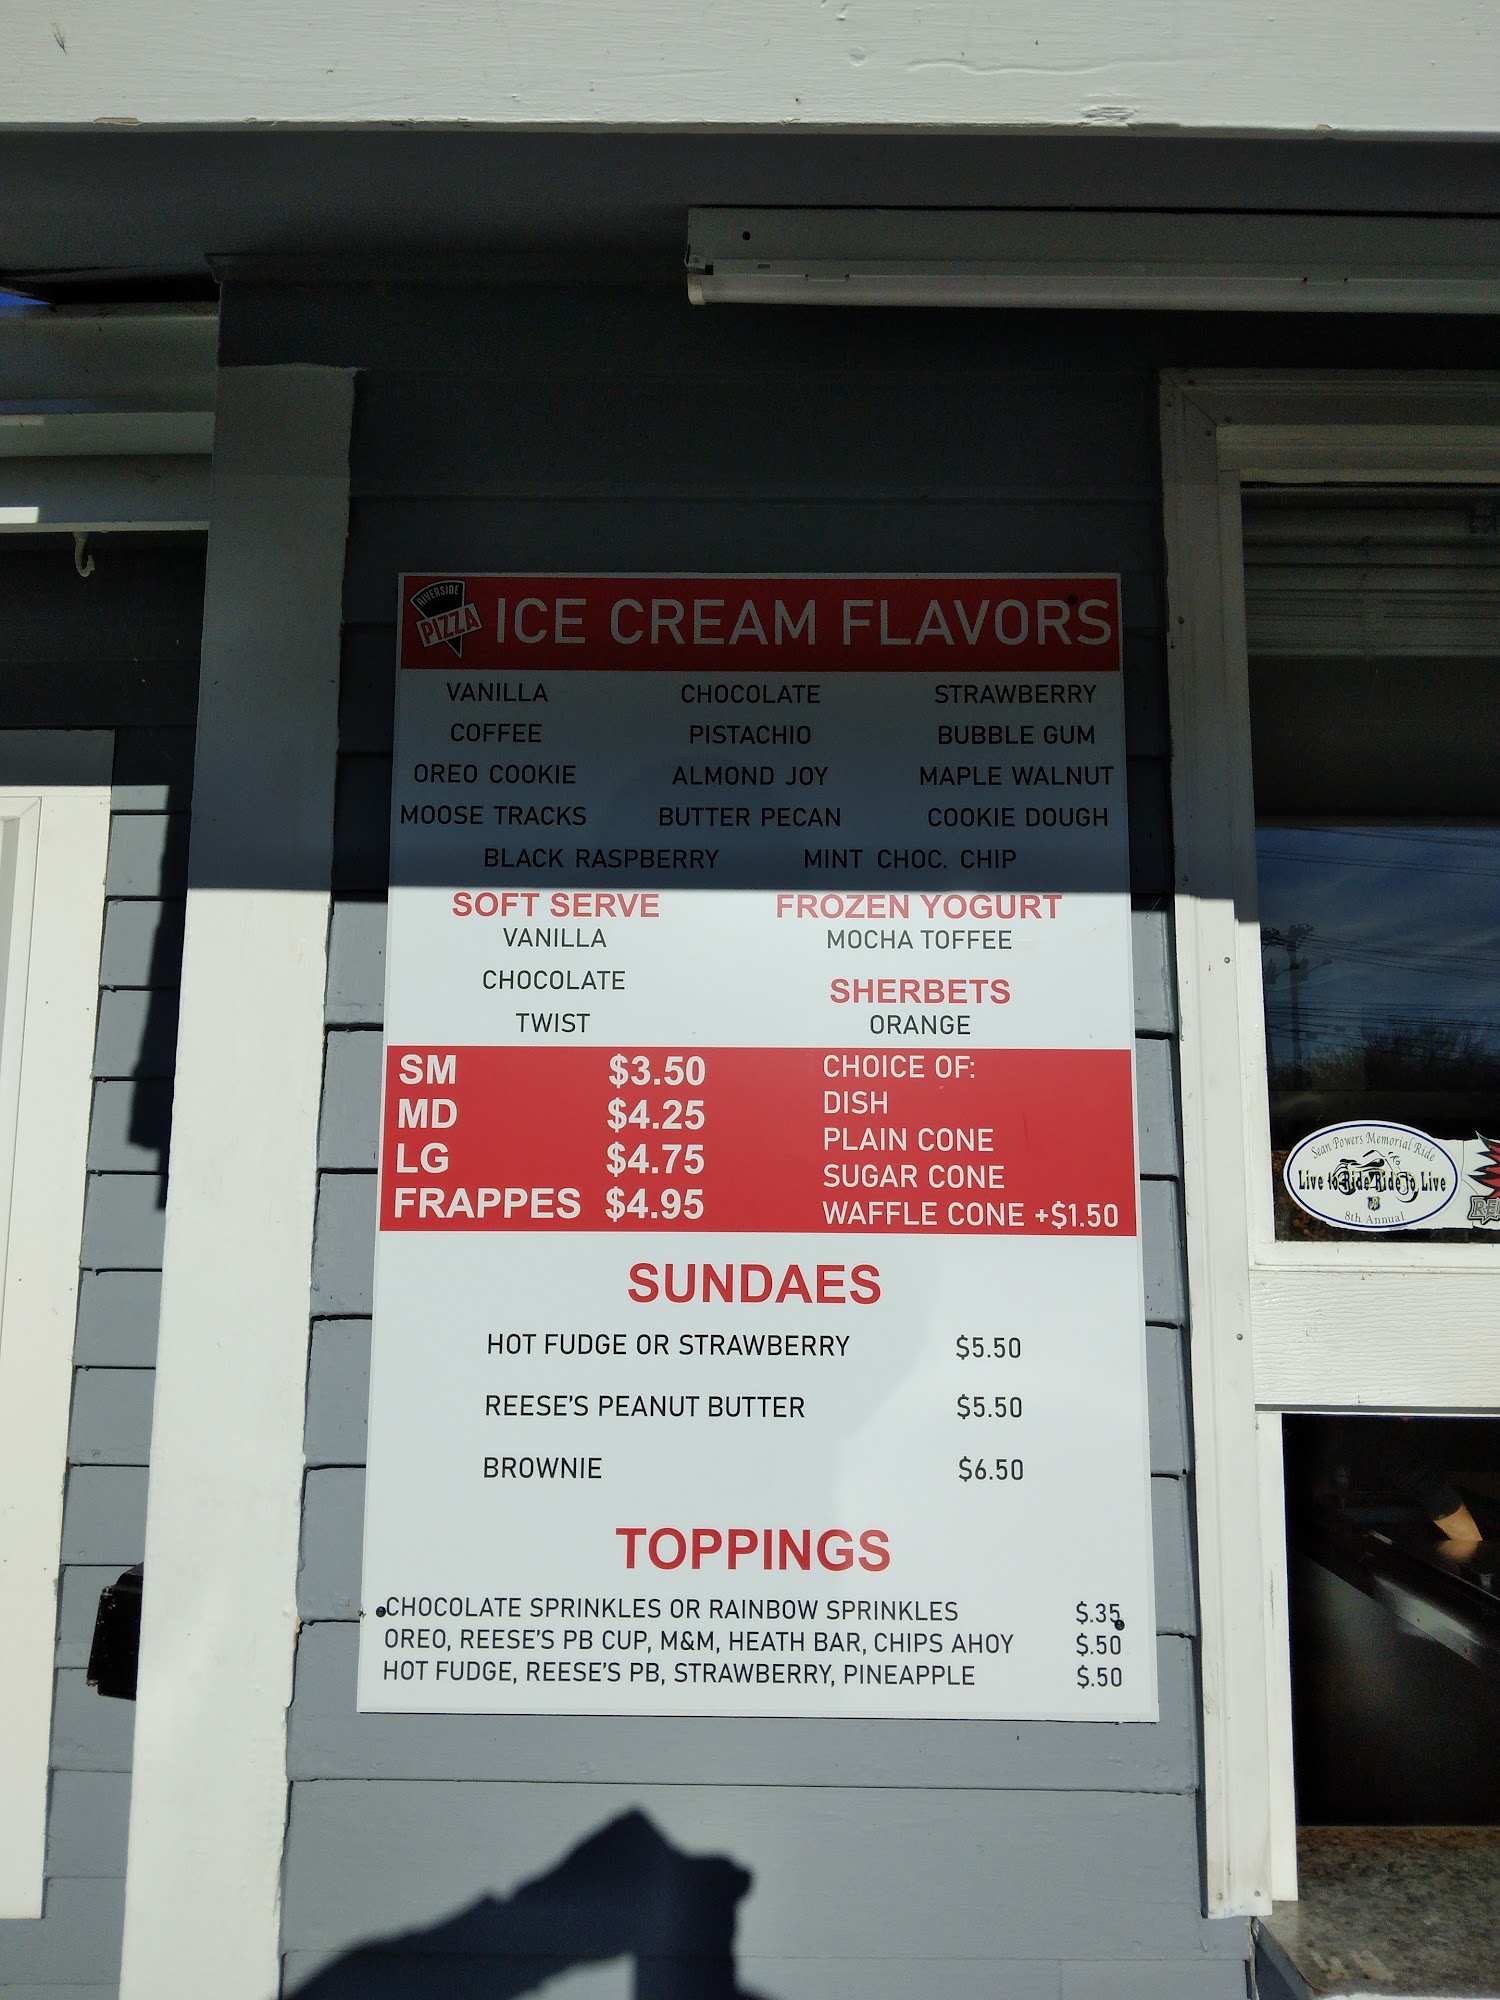 RIVERSIDE
PIZZA
ICE CREAM FLAVORS
VANILLA CHOCOLATE STRAWBERRY
COFFEE PISTACHIO BUBBLE GUM
OREO COOKIE ALMOND JOY MAPLE WALNUT
MOOSE TRACKS BUTTER PECAN COOKIE DOUGH
BLACK RASPBERRY MINT CHOC. CHIP
SOFT SERVE
VANILLA
CHOCOLATE
TWIST
FROZEN YOGURT
MOCHA TOFFEE
SHERBETS
ORANGE
SM $3.50
MD $4.25
LG $4.75
FRAPPES $4.95
CHOICE OF:
DISH
PLAIN CONE
SUGAR CONE
WAFFLE CONE +$1.50
SUNDAES
HOT FUDGE OR STRAWBERRY $5.50
REESE'S PEANUT BUTTER $5.50
BROWNIE $6.50
TOPPINGS
CHOCOLATE SPRINKLES OR RAINBOW SPRINKLES $.35
OREO, REESE'S PB CUP, M&M, HEATH BAR, CHIPS AHOY $.50
HOT FUDGE, REESE'S PB, STRAWBERRY, PINEAPPLE $.50
Sean Powers Memorial Ride
Live to Ride Ride to Live
8th Annual